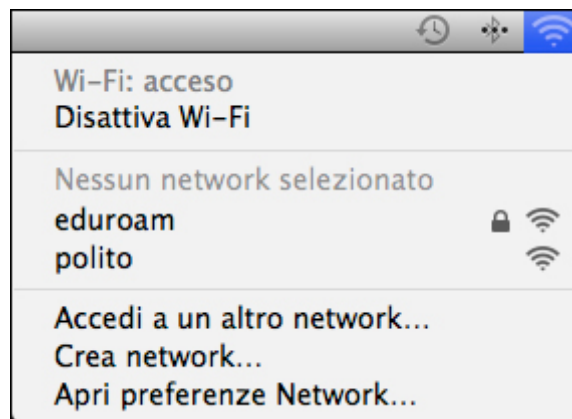 Wi-Fi: acceso
Disattiva Wi-Fi
Nessun network selezionato
eduroam
polito
Accedi a un altro network...
Crea network...
Apri preferenze Network...